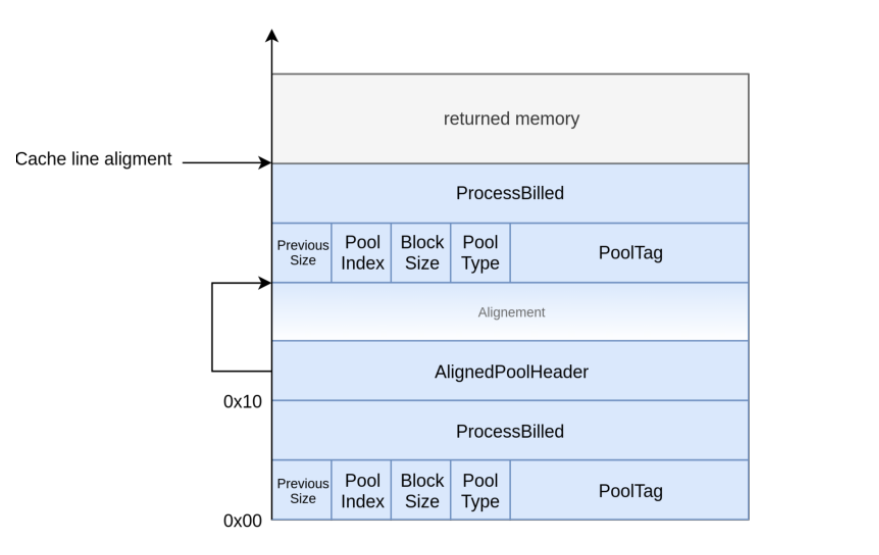 returned memory
Cache line aligment
ProcessBilled
Previous
Size
Pool
Index
Block
Size
Pool
Type
PoolTag
Alignement
AlignedPoolHeader
0x10
ProcessBilled
Previous
Size
Pool
Index
Block
Size
Pool
Type
PoolTag
0x00